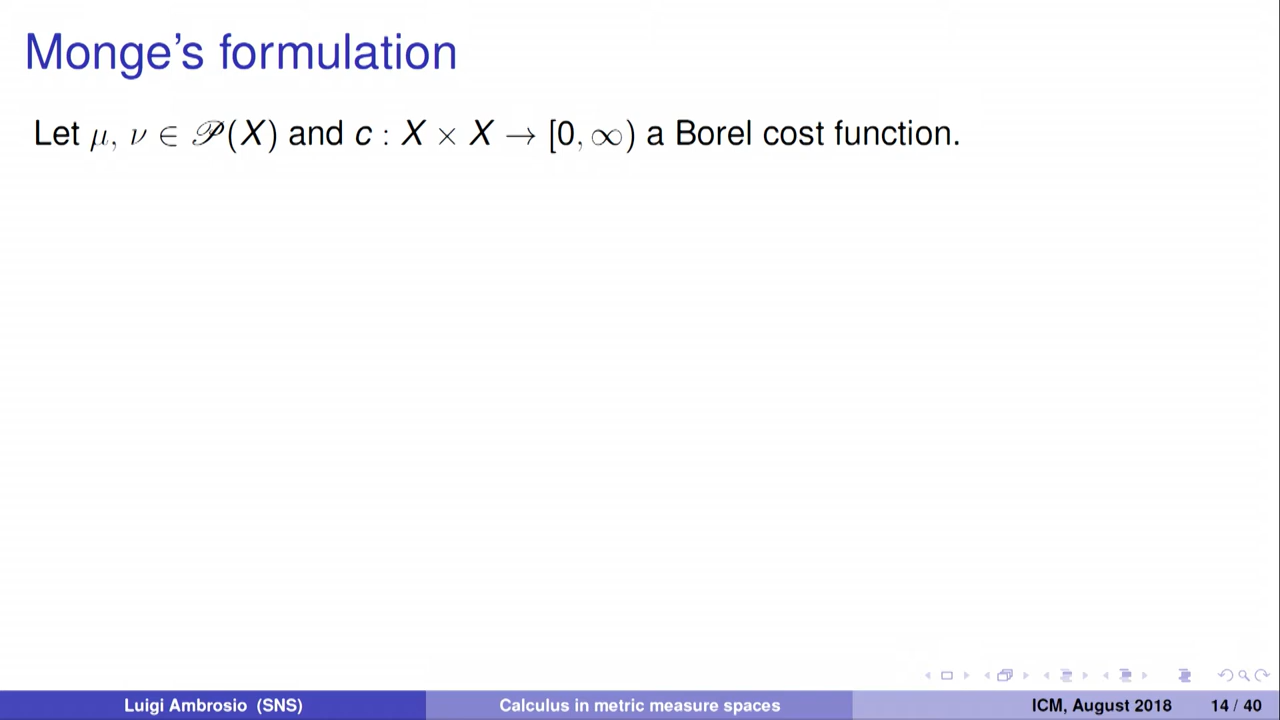 Monge's formulation
Let μ, ν ∈ 𝒫(X) and c : X × X → [0, ∞) a Borel cost function.
Luigi Ambrosio (SNS) Calculus in metric measure spaces ICM, August 2018 14 / 40